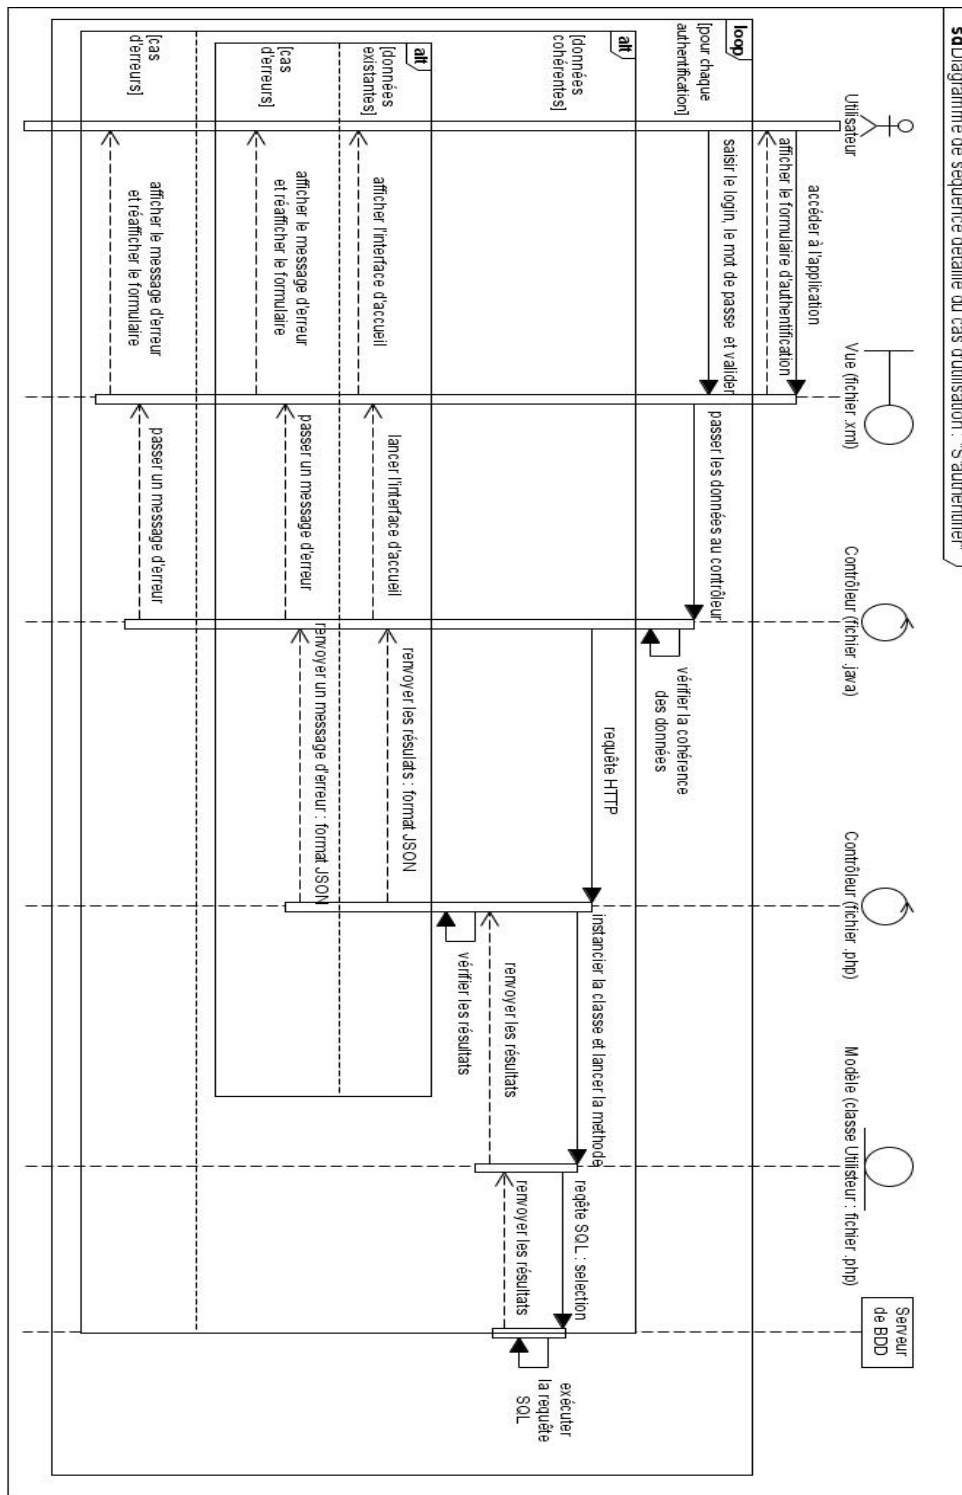 sd Diagramme de séquence détaillé du cas d'utilisation : "S'authentifier"
Utilisateur
Vue (fichier .xml)
Contrôleur (fichier .java)
Contrôleur (fichier .php)
Modèle (classe Utilisteur : fichier .php)
Serveur
de BDD
accéder à l'application
afficher le formulaire d'authentification
loop
[pour chaque
authentification]
saisir le login, le mot de passe et valider
passer les données au contrôleur
vérifier la cohérence
des données
alt
[données
cohérentes]
requête HTTP
instancier la classe et lancer la methode
reqête SQL : selection
exécuter
la requête
SQL
renvoyer les résultats
renvoyer les résultats
vérifier les résultats
alt
[données
existantes]
renvoyer les résulats : format JSON
lancer l'interface d'accueil
afficher l'interface d'accueil
[cas
d'erreurs]
renvoyer un message d'erreur : format JSON
passer un message d'erreur
afficher le message d'erreur
et réafficher le formulaire
[cas
d'erreurs]
passer un message d'erreur
afficher le message d'erreur
et réafficher le formulaire